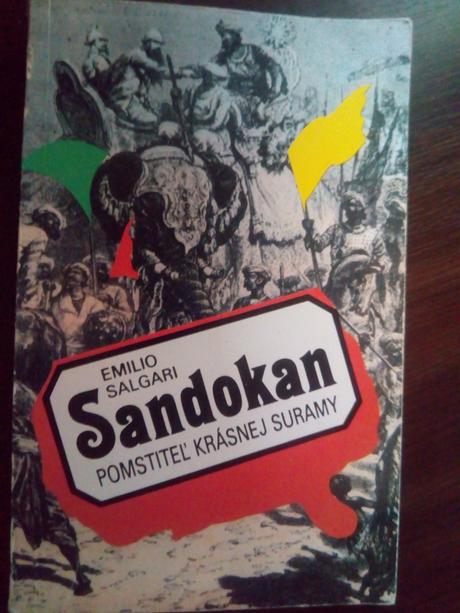 EMILIO
SALGARI
Sandokan
POMSTITEĽ KRÁSNEJ SURAMY